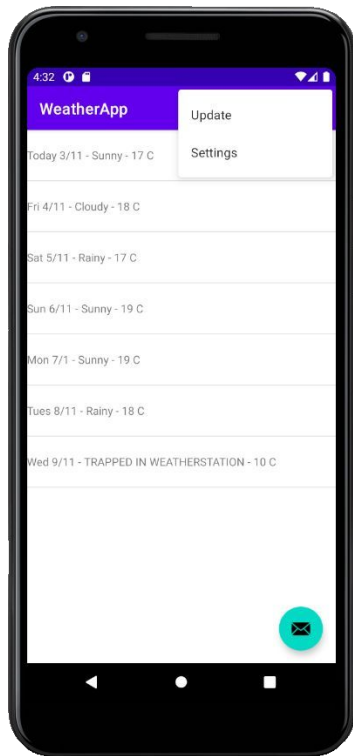 4:32
WeatherApp
Update
Settings
Today 3/11 - Sunny - 17 C
Fri 4/11 - Cloudy - 18 C
Sat 5/11 - Rainy - 17 C
Sun 6/11 - Sunny - 19 C
Mon 7/1 - Sunny - 19 C
Tues 8/11 - Rainy - 18 C
Wed 9/11 - TRAPPED IN WEATHERSTATION - 10 C